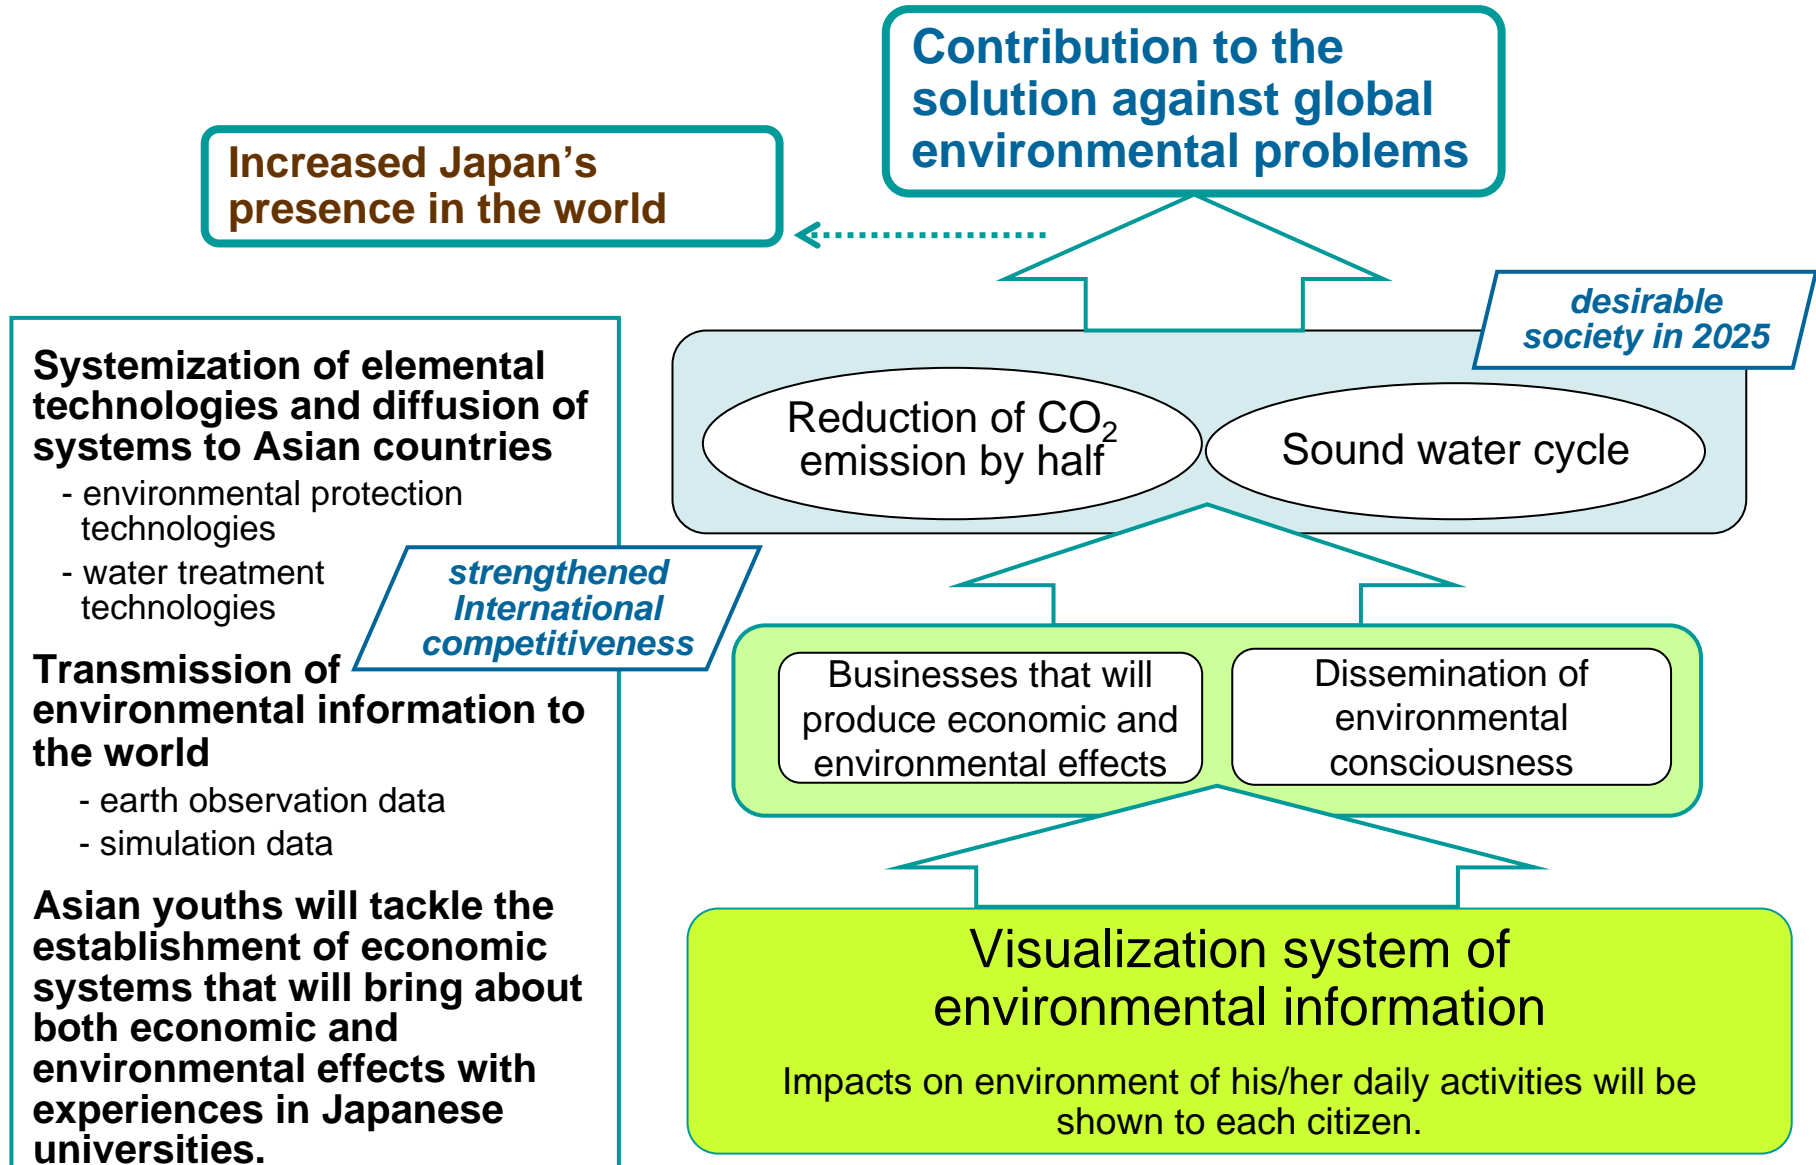 Contribution to the
solution against global
environmental problems
Increased Japan's
presence in the world
desirable
society in 2025
Systemization of elemental
technologies and diffusion of
systems to Asian countries
- environmental protection
technologies
- water treatment
technologies
strengthened
International
competitiveness
Transmission of
environmental information to
the world
- earth observation data
- simulation data
Asian youths will tackle the
establishment of economic
systems that will bring about
both economic and
environmental effects with
experiences in Japanese
universities.
Reduction of CO₂
emission by half
Sound water cycle
Businesses that will
produce economic and
environmental effects
Dissemination of
environmental
consciousness
Visualization system of
environmental information
Impacts on environment of his/her daily activities will be
shown to each citizen.